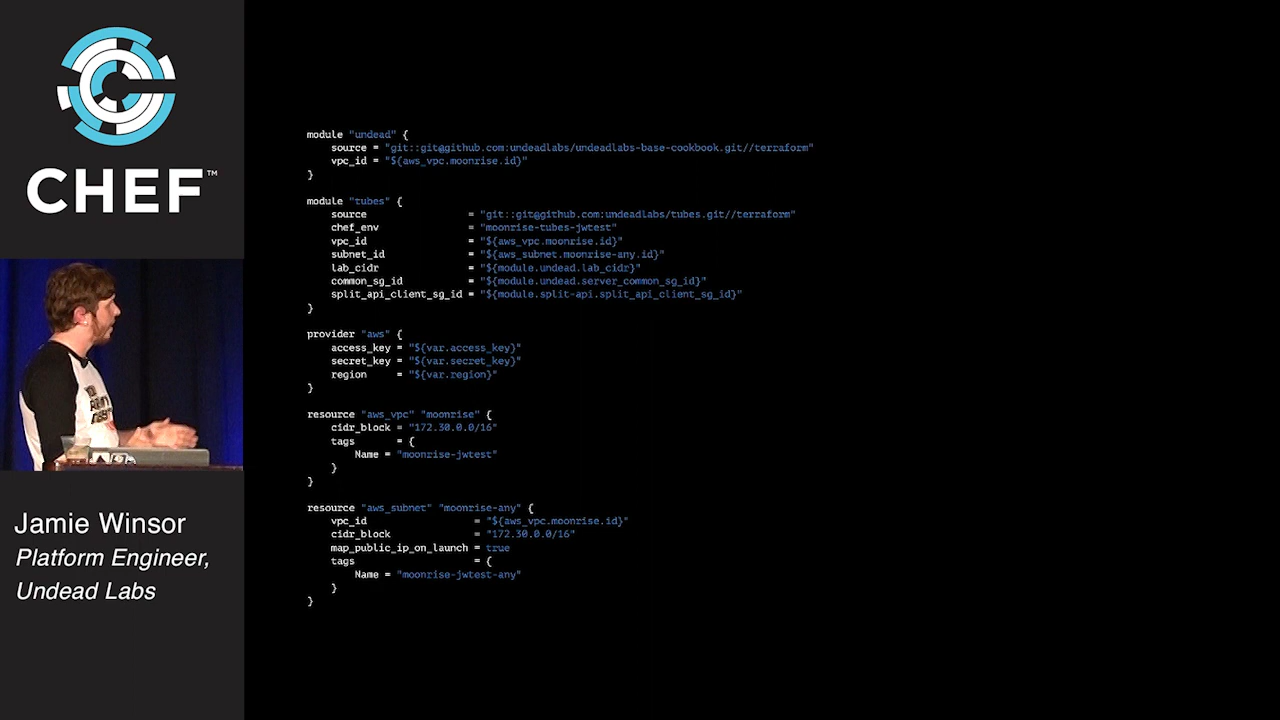 CHEF™
Jamie Winsor
Platform Engineer,
Undead Labs
module "undead" {
    source = "git::git@github.com:undeadlabs/undeadlabs-base-cookbook.git//terraform"
    vpc_id = "${aws_vpc.moonrise.id}"
}
module "tubes" {
    source                 = "git::git@github.com:undeadlabs/tubes.git//terraform"
    chef_env               = "moonrise-tubes-jwtest"
    vpc_id                 = "${aws_vpc.moonrise.id}"
    subnet_id              = "${aws_subnet.moonrise-any.id}"
    lab_cidr               = "${module.undead.lab_cidr}"
    common_sg_id           = "${module.undead.server_common_sg_id}"
    split_api_client_sg_id = "${module.split-api.split_api_client_sg_id}"
}
provider "aws" {
    access_key = "${var.access_key}"
    secret_key = "${var.secret_key}"
    region     = "${var.region}"
}
resource "aws_vpc" "moonrise" {
    cidr_block = "172.30.0.0/16"
    tags       = {
        Name = "moonrise-jwtest"
    }
}
resource "aws_subnet" "moonrise-any" {
    vpc_id                  = "${aws_vpc.moonrise.id}"
    cidr_block              = "172.30.0.0/16"
    map_public_ip_on_launch = true
    tags                    = {
        Name = "moonrise-jwtest-any"
    }
}